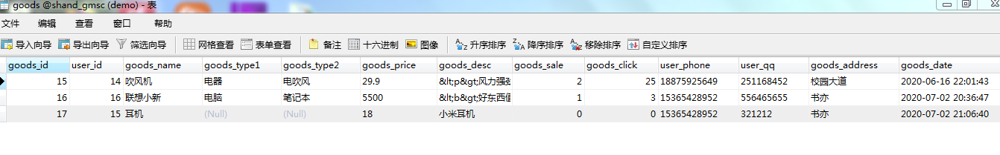 goods @shand_gmsc (demo) - 表
文件 编辑 查看 窗口 帮助
导入向导 导出向导 筛选向导 网格查看 表单查看 备注 十六进制 图像 升序排序 降序排序 移除排序 自定义排序
goods_id user_id goods_name goods_type1 goods_type2 goods_price goods_desc goods_sale goods_click user_phone user_qq goods_address goods_date
15 14 吹风机 电器 电吹风 29.9 &lt;p&gt;风力强劲 2 25 18875925649 251168452 校园大道 2020-06-16 22:01:43
16 16 联想小新 电脑 笔记本 5500 &lt;b&gt;好东西值 1 3 15365428952 556465655 书亦 2020-07-02 20:36:47
17 15 耳机 (Null) (Null) 18 小米耳机 0 0 15365428952 321212 书亦 2020-07-02 21:06:40